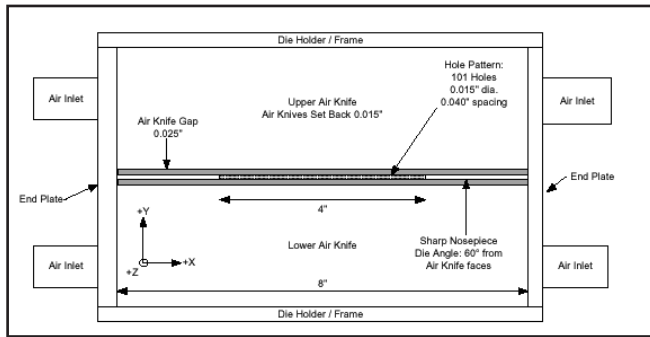 Die Holder / Frame
Hole Pattern:
101 Holes
0.015" dia.
0.040" spacing
Air Inlet
Air Inlet
Upper Air Knife
Air Knives Set Back 0.015"
Air Knife Gap
0.025"
End Plate
End Plate
4"
+Y
+X
+Z
Lower Air Knife
Sharp Nosepiece
Die Angle: 60° from
Air Knife faces
Air Inlet
Air Inlet
8"
Die Holder / Frame